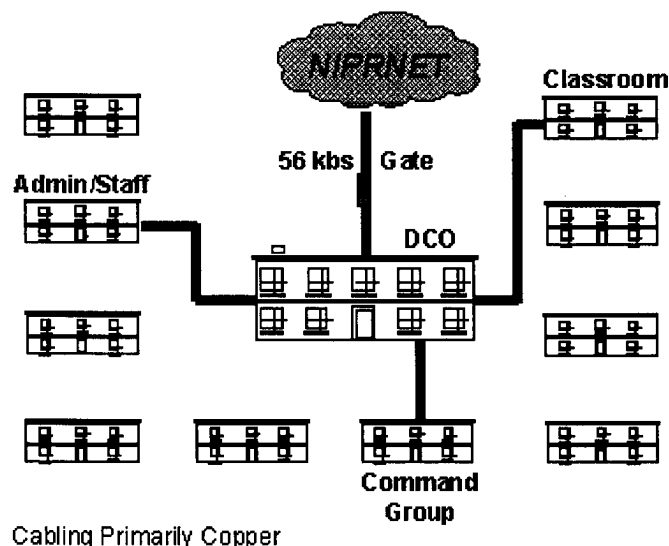 NIPRNET
Classroom
56 kbs Gate
Admin/Staff
DCO
Command
Group
Cabling Primarily Copper